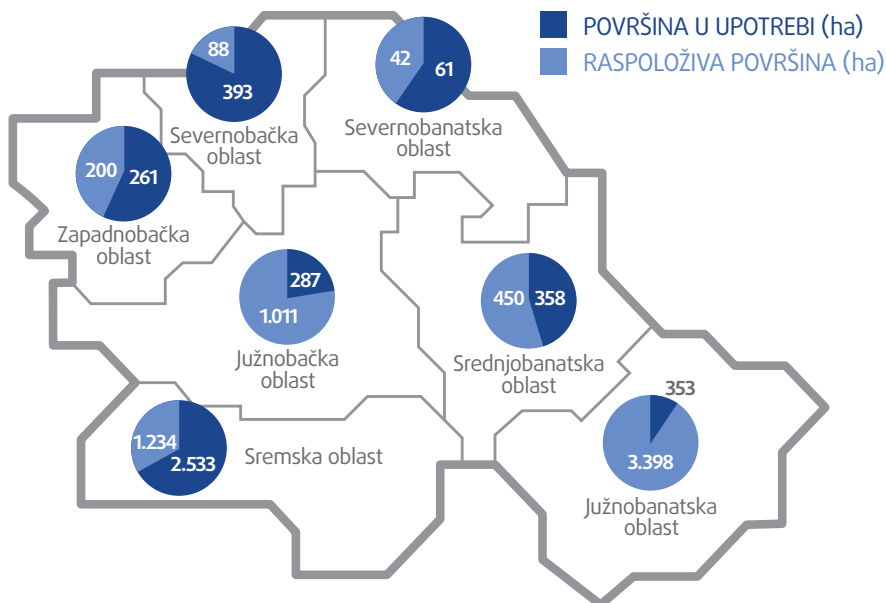 POVRŠINA U UPOTREBI (ha)
RASPOLOŽIVA POVRŠINA (ha)
88
393
Severnobačka
oblast
42
61
Severnobanatska
oblast
200
261
Zapadnobačka
oblast
287
1.011
Južnobačka
oblast
450
358
Srednjobanatska
oblast
1.234
2.533
Sremska oblast
353
3.398
Južnobanatska
oblast